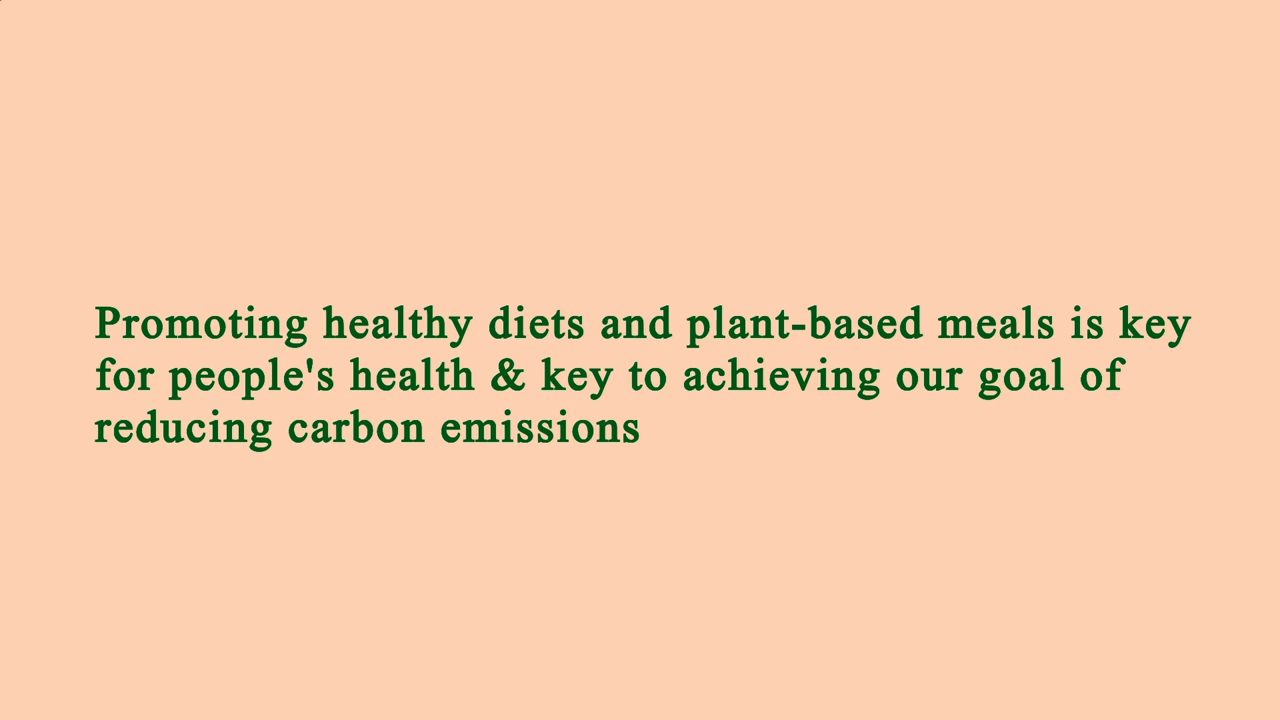 Promoting healthy diets and plant-based meals is key
for people's health & key to achieving our goal of
reducing carbon emissions